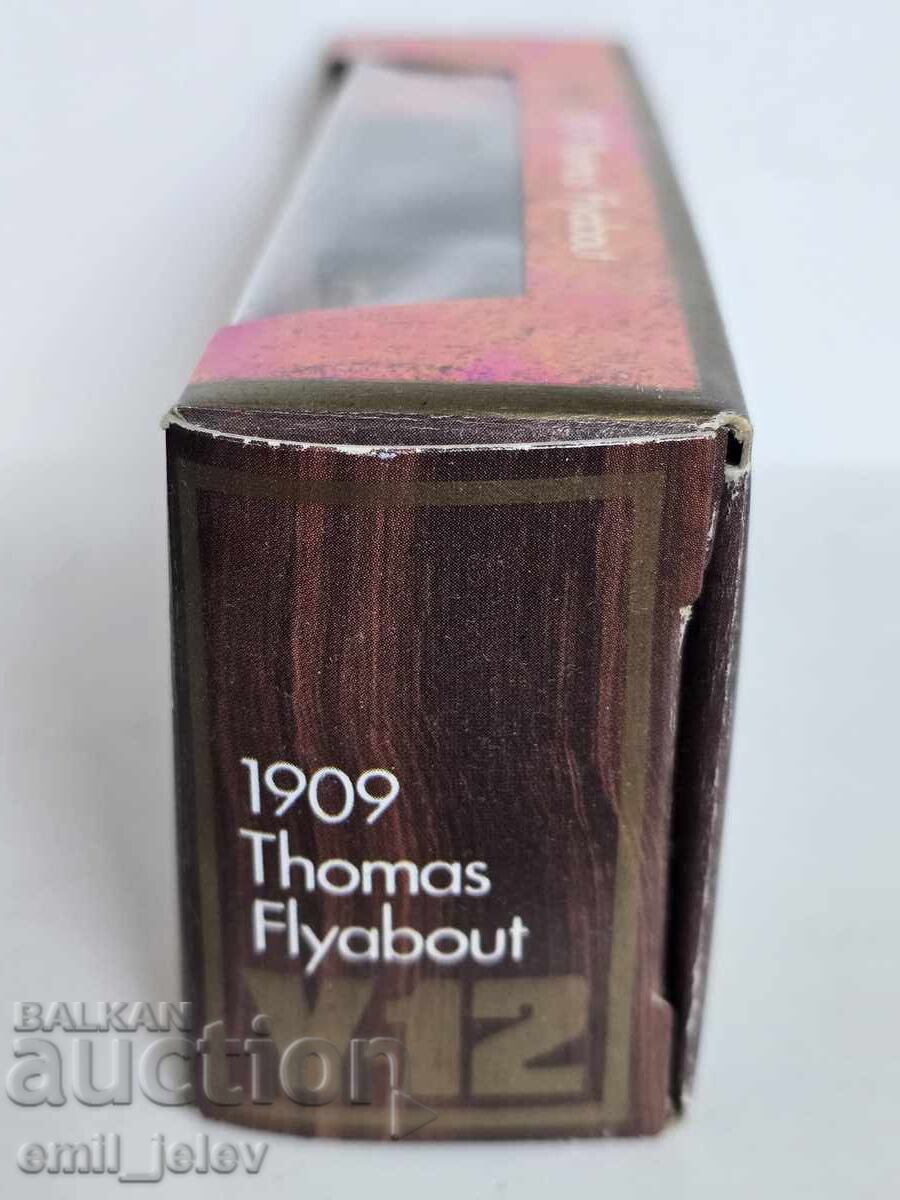 1909
Thomas
Flyabout
Y12
BALKAN
auction
emil_jelev